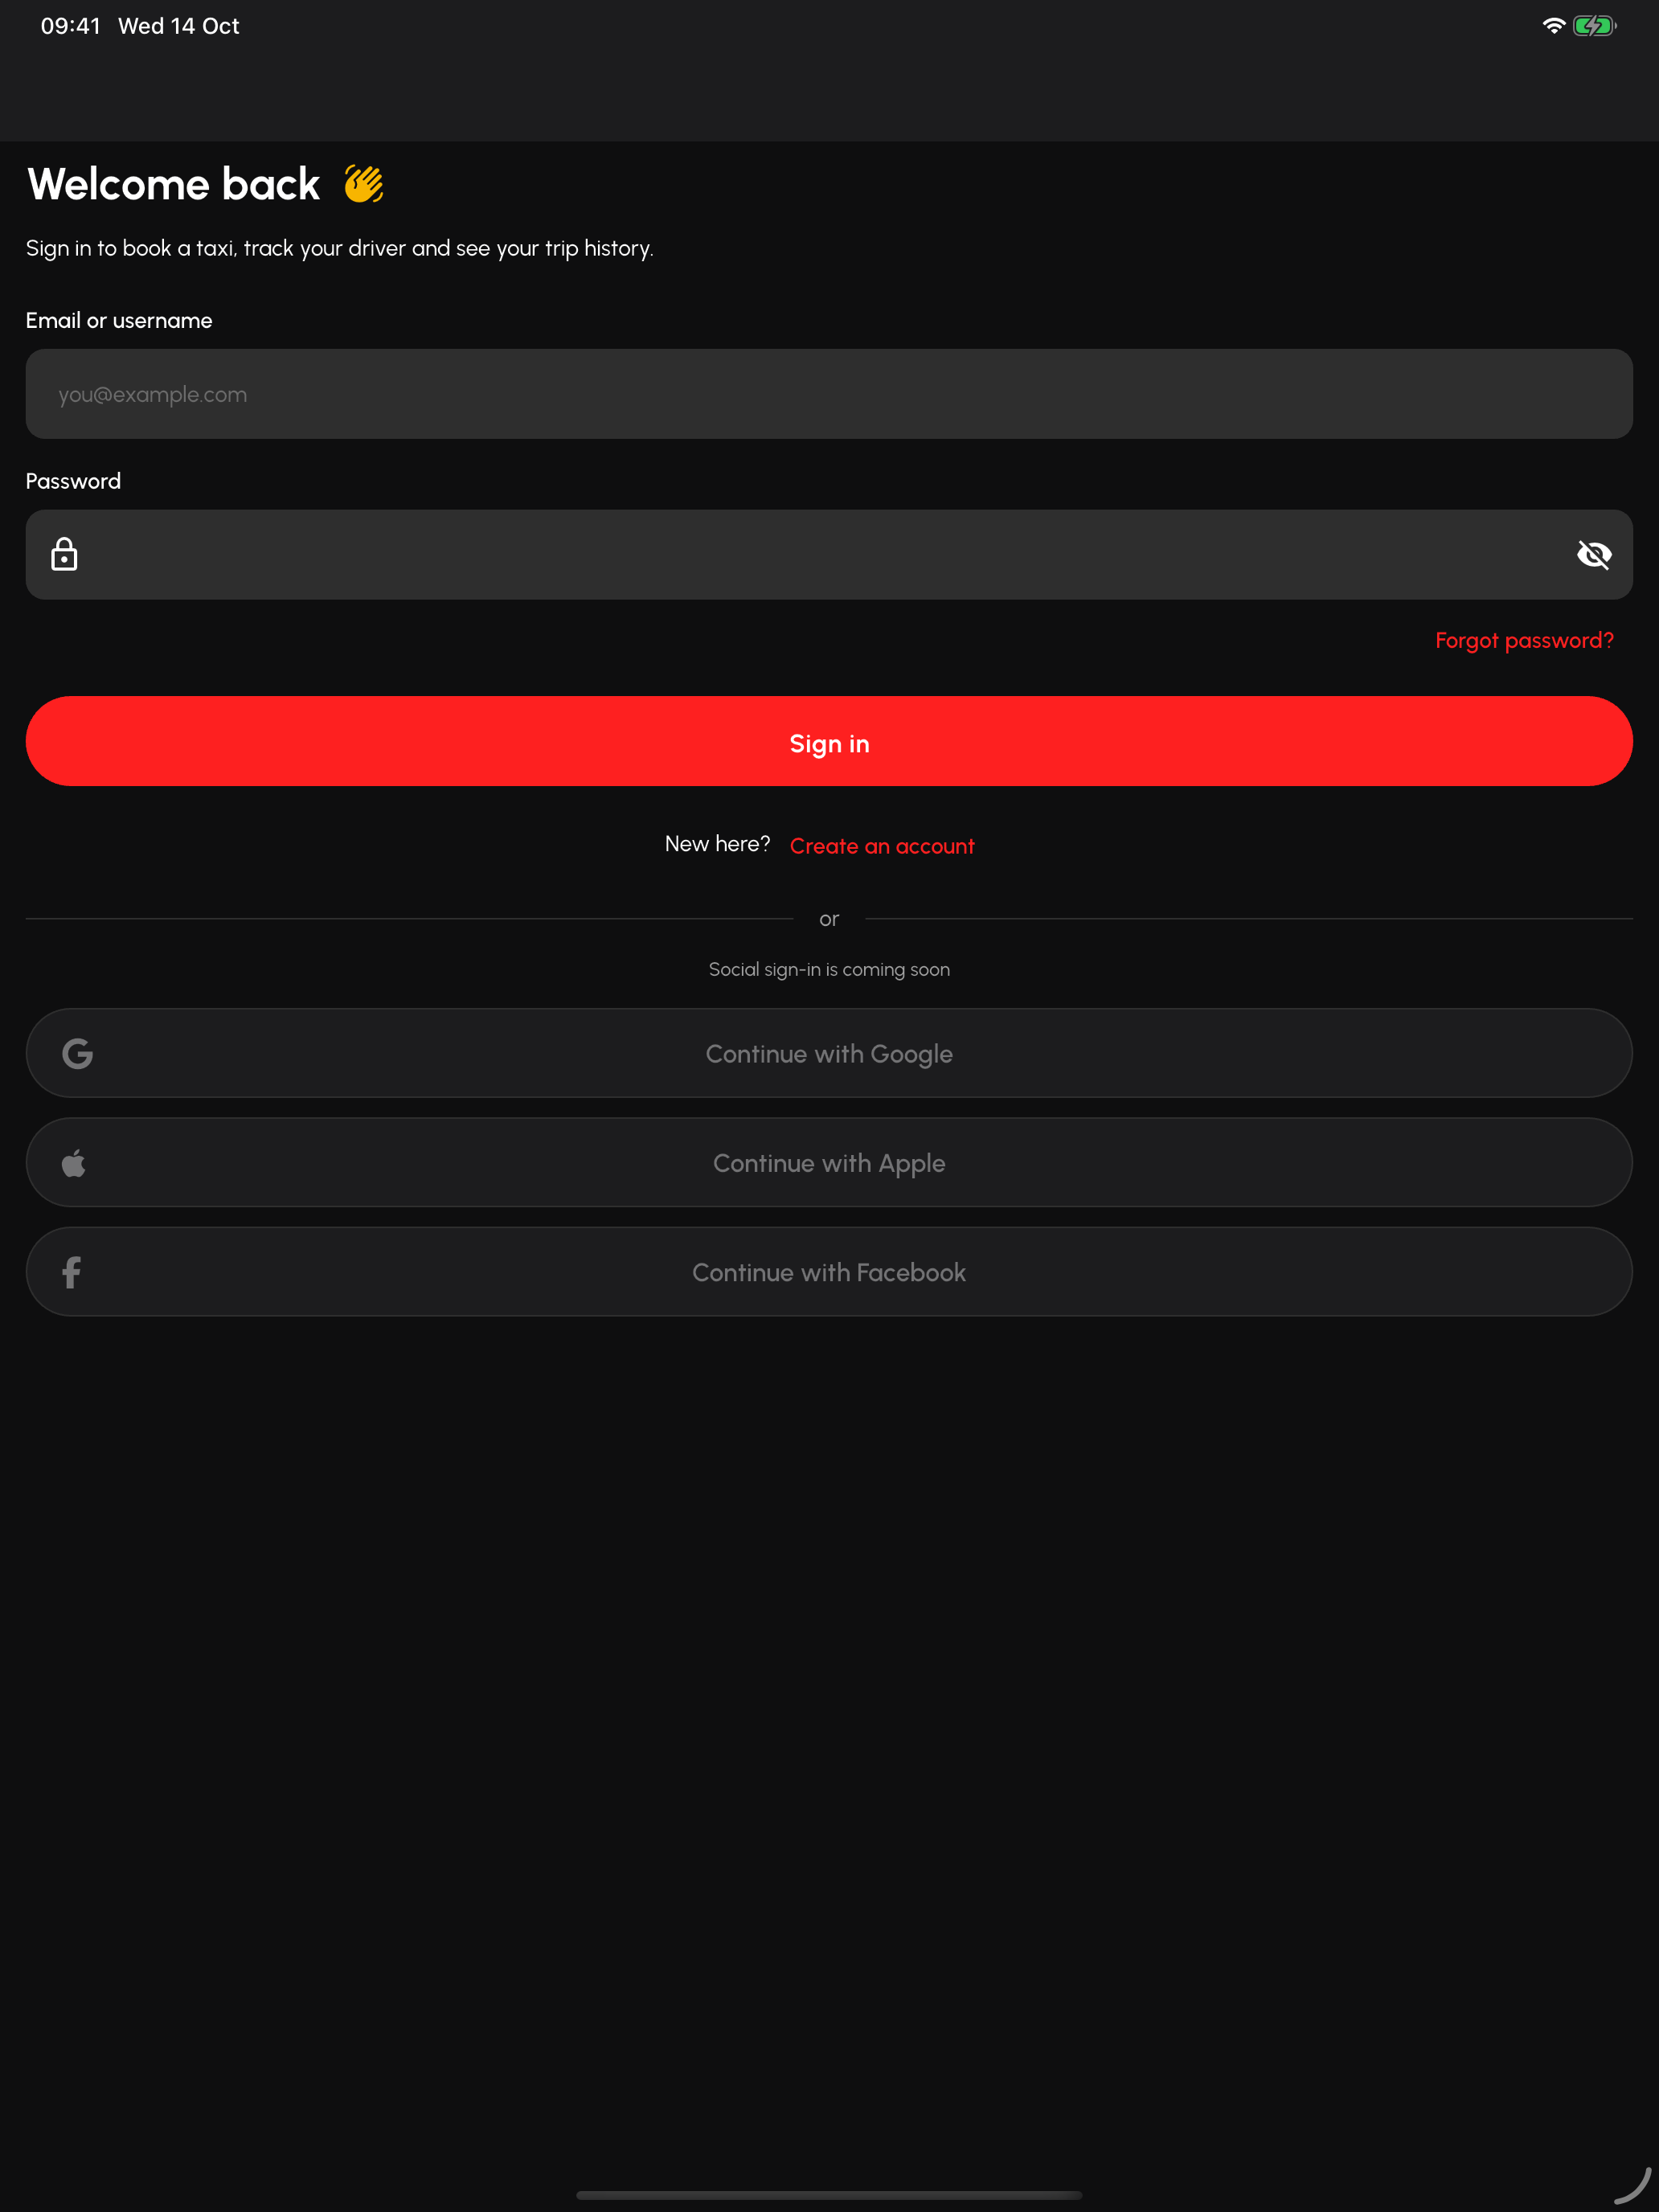 09:41 Wed 14 Oct
Welcome back 👋
Sign in to book a taxi, track your driver and see your trip history.
Email or username
you@example.com
Password
Forgot password?
Sign in
New here? Create an account
or
Social sign-in is coming soon
Continue with Google
Continue with Apple
Continue with Facebook